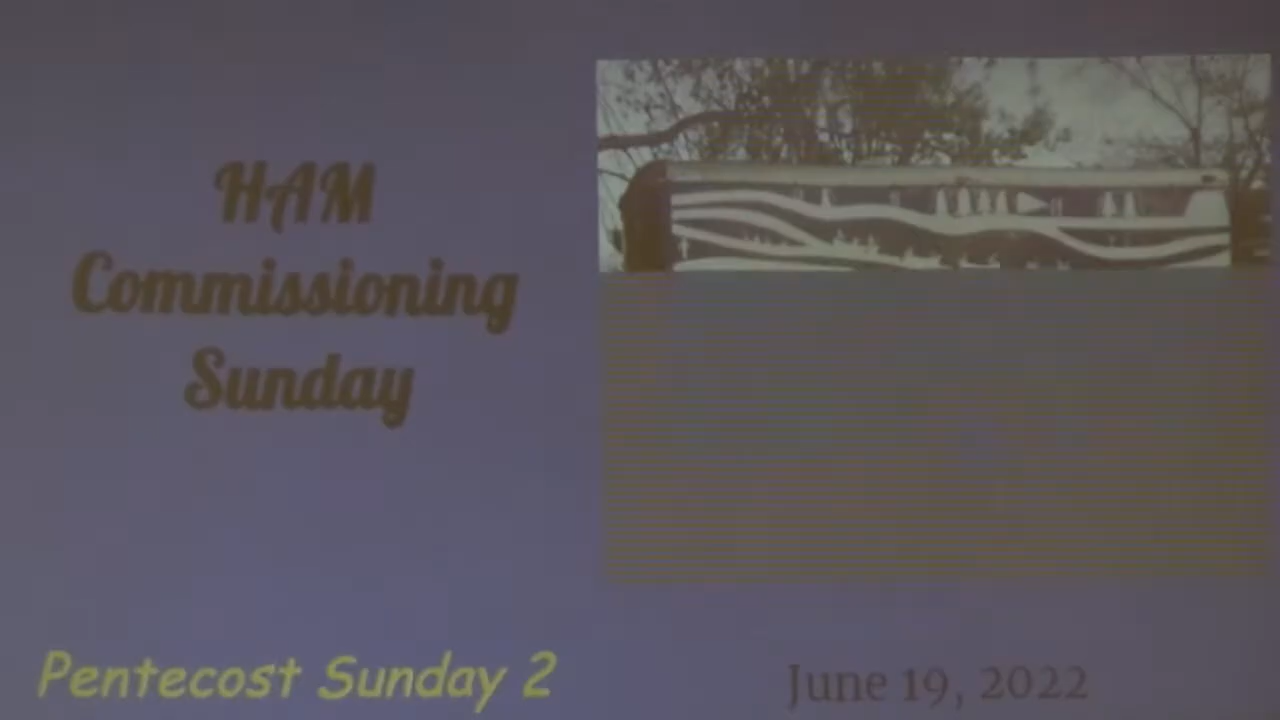 HAM
Commissioning
Sunday
Pentecost Sunday 2
June 19, 2022